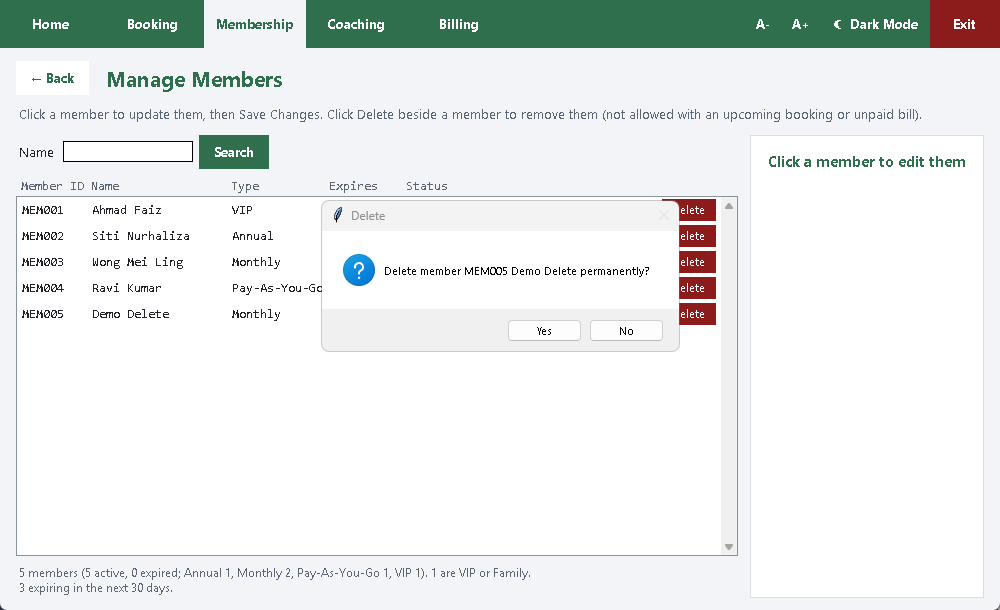 Home Booking Membership Coaching Billing A- A+ ☾ Dark Mode Exit
← Back Manage Members
Click a member to update them, then Save Changes. Click Delete beside a member to remove them (not allowed with an upcoming booking or unpaid bill).
Name Search
Click a member to edit them
Member ID Name Type Expires Status
MEM001 Ahmad Faiz VIP elete
Delete
MEM002 Siti Nurhaliza Annual elete
MEM003 Wong Mei Ling Monthly elete
? Delete member MEM005 Demo Delete permanently?
MEM004 Ravi Kumar Pay-As-You-Go elete
MEM005 Demo Delete Monthly elete
Yes No
5 members (5 active, 0 expired; Annual 1, Monthly 2, Pay-As-You-Go 1, VIP 1). 1 are VIP or Family.
3 expiring in the next 30 days.